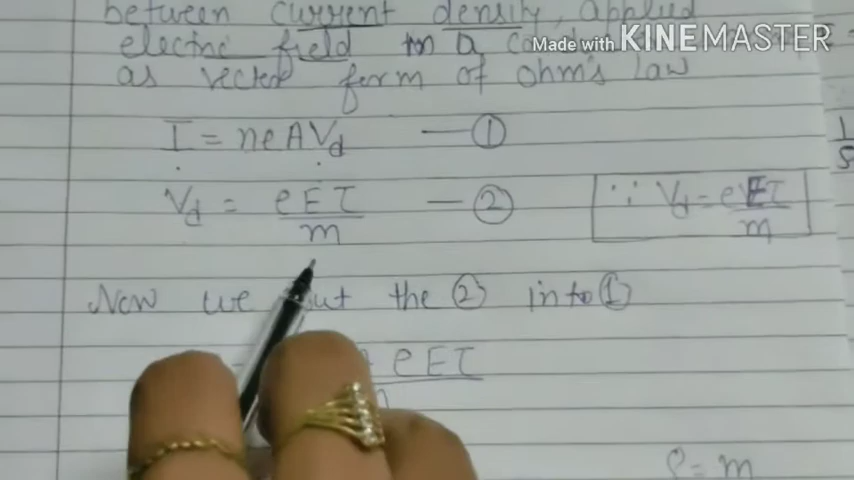 between current density, applied
electric field in a
Made with KINEMASTER
as vector form of ohm's law
I = neAVd — ①
Vd = eEτ/m — ②
∵ Vd = eEτ/m
Now we put the ② into ①
eEτ
ρ = m